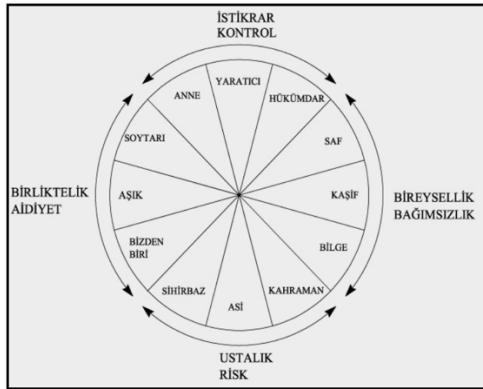 İSTİKRAR
KONTROL
YARATICI
ANNE
HÜKÜMDAR
SOYTARI
SAF
BİRLİKTELİK
AİDİYET
AŞIK
KAŞİF
BİREYSELLİK
BAĞIMSIZLIK
BİZDEN
BİRİ
BİLGE
SİHİRBAZ
KAHRAMAN
ASİ
USTALIK
RİSK